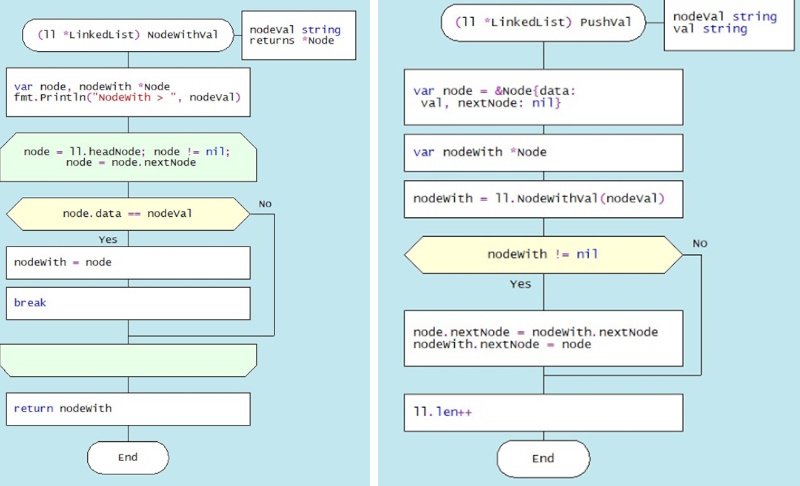 (ll *LinkedList) NodeWithVal
nodeVal string
returns *Node
var node, nodeWith *Node
fmt.Println("NodeWith > ", nodeVal)
node = ll.headNode; node != nil;
node = node.nextNode
node.data == nodeVal
No
Yes
nodeWith = node
break
return nodeWith
End
(ll *LinkedList) PushVal
nodeVal string
val string
var node = &Node{data:
val, nextNode: nil}
var nodeWith *Node
nodeWith = ll.NodeWithVal(nodeVal)
nodeWith != nil
No
Yes
node.nextNode = nodeWith.nextNode
nodeWith.nextNode = node
ll.len++
End